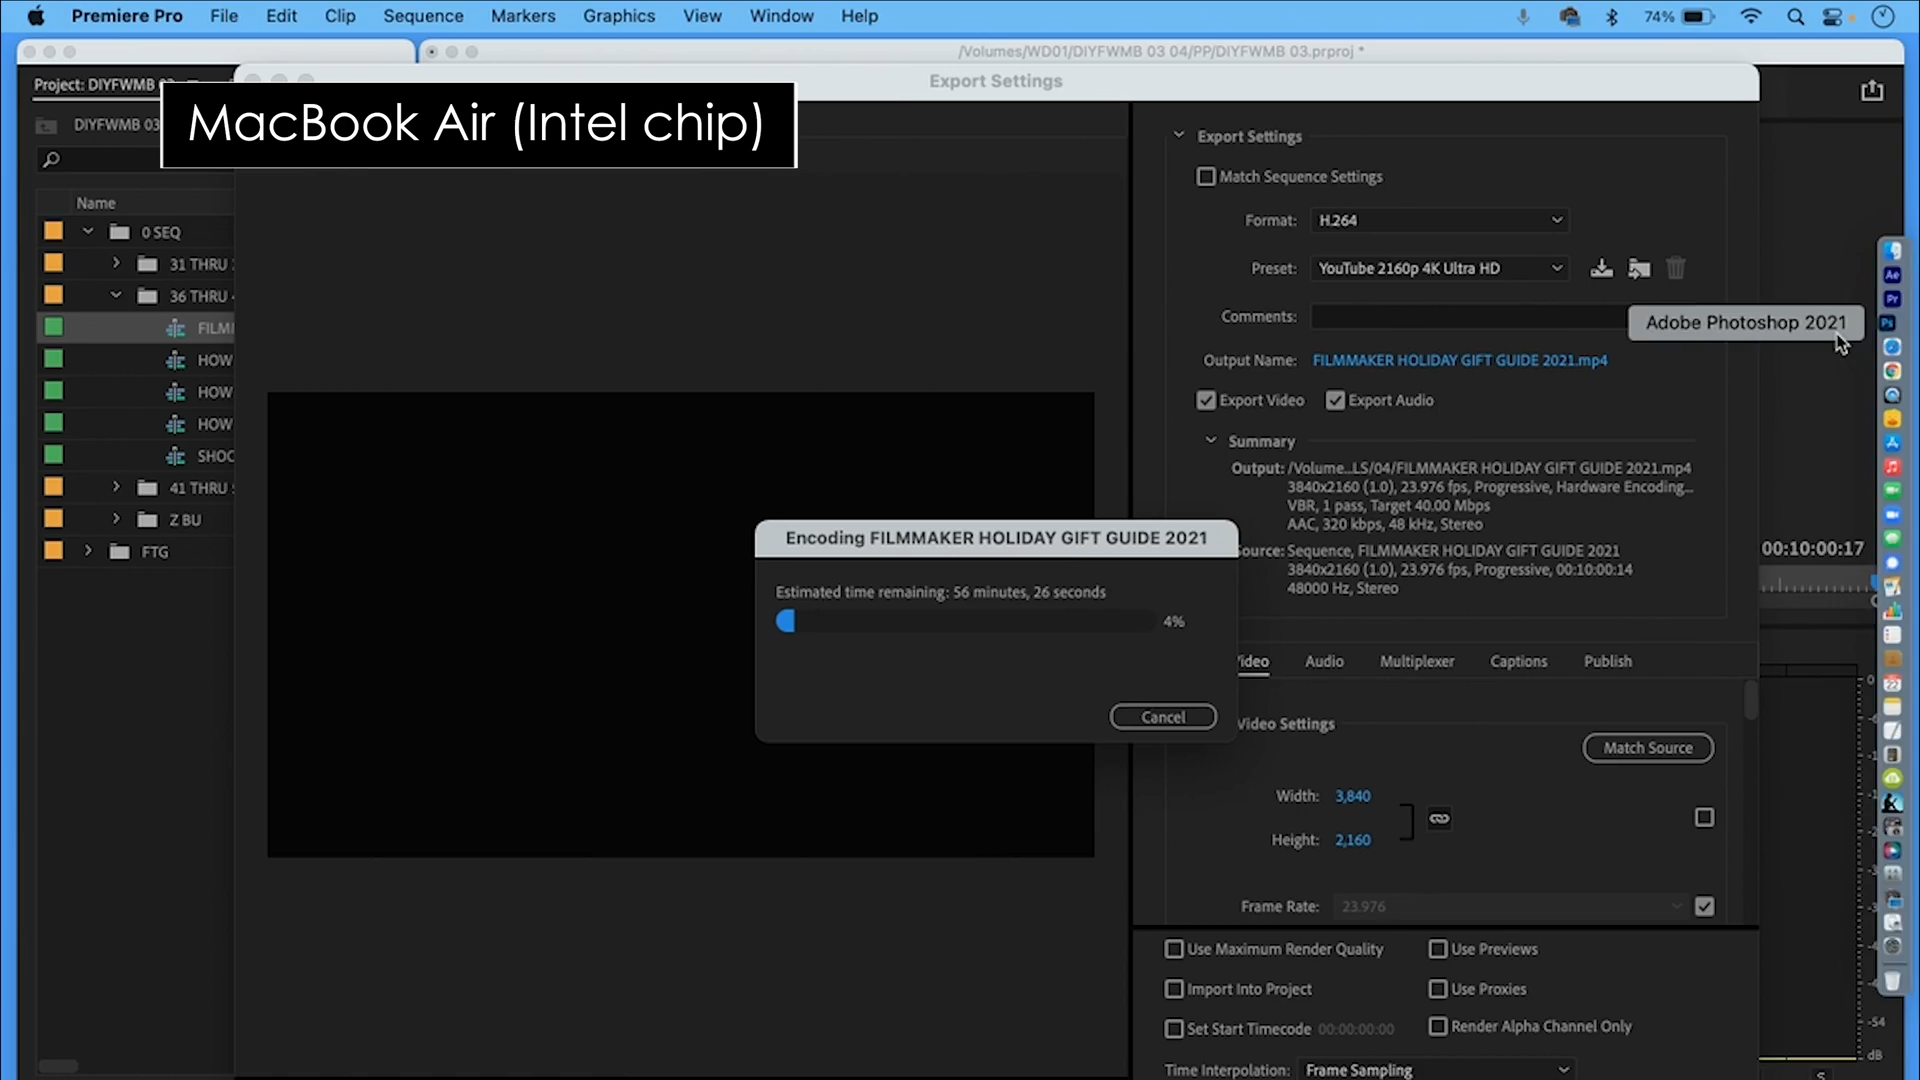 Premiere Pro File Edit Clip Sequence Markers Graphics View Window Help 74%
/Volumes/WD01/DIYFWMB 03 04/PP/DIYFWMB 03.prproj *
Project: DIYFWMB
Export Settings
MacBook Air (Intel chip)
DIYFWMB 03
Name
0 SEQ
31 THRU
36 THRU
FILM
HOW
HOW
HOW
SHOC
41 THRU
Z BU
FTG
Export Settings
Match Sequence Settings
Format: H.264
Preset: YouTube 2160p 4K Ultra HD
Comments:
Adobe Photoshop 2021
Output Name: FILMMAKER HOLIDAY GIFT GUIDE 2021.mp4
Export Video Export Audio
Summary
Output: /Volume...LS/04/FILMMAKER HOLIDAY GIFT GUIDE 2021.mp4
3840x2160 (1.0), 23.976 fps, Progressive, Hardware Encoding...
VBR, 1 pass, Target 40.00 Mbps
AAC, 320 kbps, 48 kHz, Stereo
ource: Sequence, FILMMAKER HOLIDAY GIFT GUIDE 2021
3840x2160 (1.0), 23.976 fps, Progressive, 00:10:00:14
48000 Hz, Stereo
00:10:00:17
Encoding FILMMAKER HOLIDAY GIFT GUIDE 2021
Estimated time remaining: 56 minutes, 26 seconds
4%
Cancel
Video Audio Multiplexer Captions Publish
Video Settings
Match Source
Width: 3,840
Height: 2,160
Frame Rate: 23.976
Use Maximum Render Quality Use Previews
Import Into Project Use Proxies
Set Start Timecode 00:00:00:00 Render Alpha Channel Only
Time Interpolation: Frame Sampling
Ae
Pr
Ps
22
0
-54
dB
S